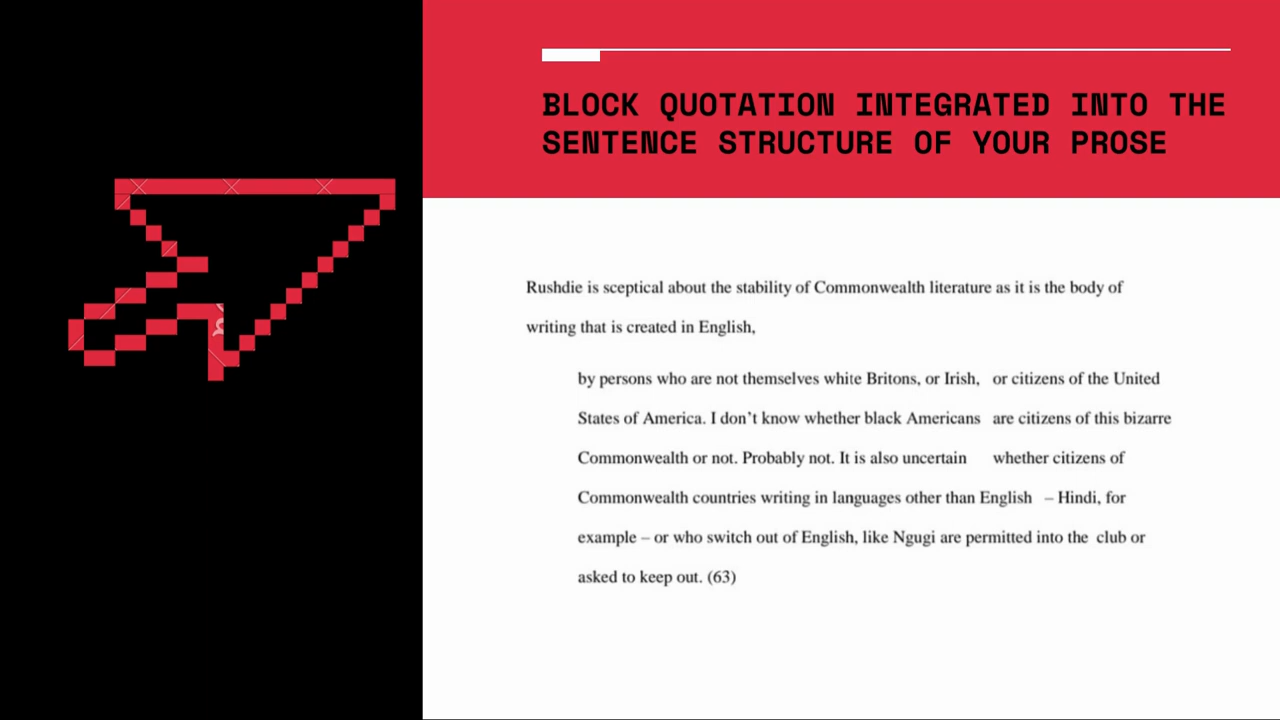 BLOCK QUOTATION INTEGRATED INTO THE
SENTENCE STRUCTURE OF YOUR PROSE
Rushdie is sceptical about the stability of Commonwealth literature as it is the body of
writing that is created in English,
by persons who are not themselves white Britons, or Irish, or citizens of the United
States of America. I don’t know whether black Americans are citizens of this bizarre
Commonwealth or not. Probably not. It is also uncertain whether citizens of
Commonwealth countries writing in languages other than English – Hindi, for
example – or who switch out of English, like Ngugi are permitted into the club or
asked to keep out. (63)